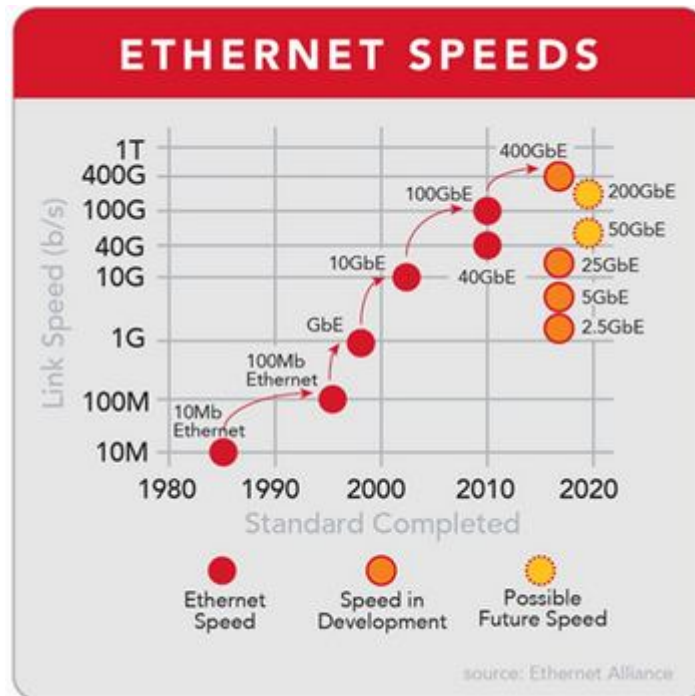 ETHERNET SPEEDS
Link Speed (b/s)
1T
400G
100G
40G
10G
1G
100M
10M
400GbE
200GbE
100GbE
50GbE
40GbE
25GbE
10GbE
5GbE
2.5GbE
GbE
100Mb
Ethernet
10Mb
Ethernet
1980 1990 2000 2010 2020
Standard Completed
Ethernet
Speed
Speed in
Development
Possible
Future Speed
source: Ethernet Alliance